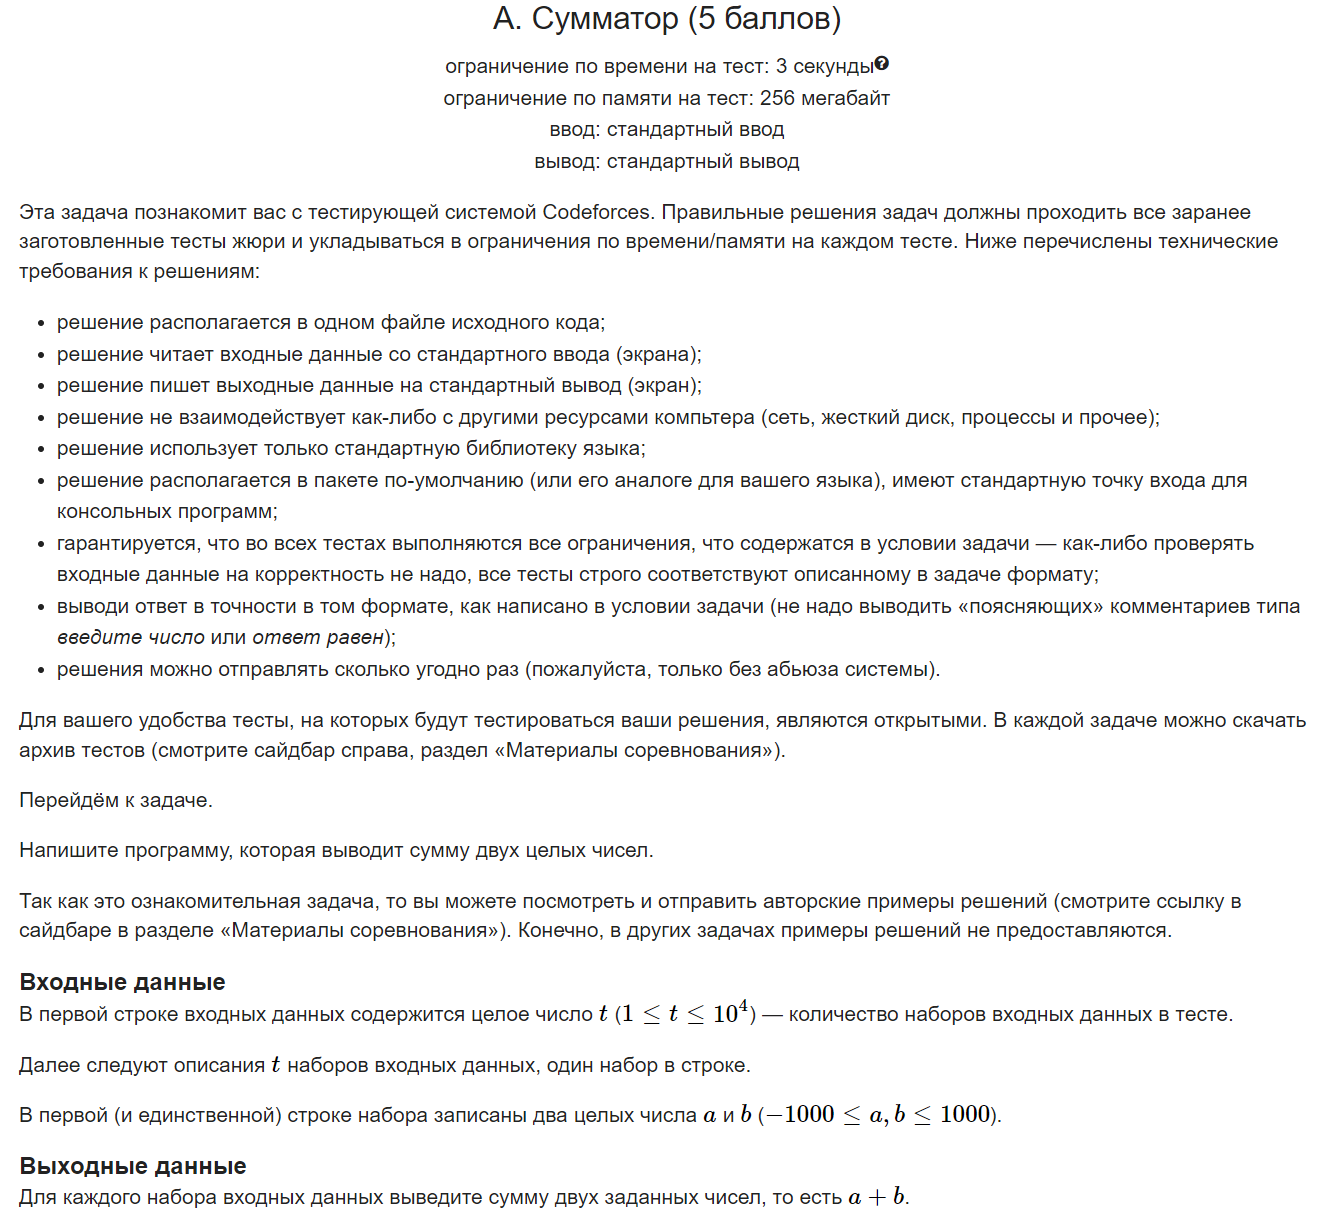 А. Сумматор (5 баллов)
ограничение по времени на тест: 3 секунды?
ограничение по памяти на тест: 256 мегабайт
ввод: стандартный ввод
вывод: стандартный вывод
Эта задача познакомит вас с тестирующей системой Codeforces. Правильные решения задач должны проходить все заранее
заготовленные тесты жюри и укладываться в ограничения по времени/памяти на каждом тесте. Ниже перечислены технические
требования к решениям:
• решение располагается в одном файле исходного кода;
• решение читает входные данные со стандартного ввода (экрана);
• решение пишет выходные данные на стандартный вывод (экран);
• решение не взаимодействует как-либо с другими ресурсами компьтера (сеть, жесткий диск, процессы и прочее);
• решение использует только стандартную библиотеку языка;
• решение располагается в пакете по-умолчанию (или его аналоге для вашего языка), имеют стандартную точку входа для
консольных программ;
• гарантируется, что во всех тестах выполняются все ограничения, что содержатся в условии задачи — как-либо проверять
входные данные на корректность не надо, все тесты строго соответствуют описанному в задаче формату;
• выводи ответ в точности в том формате, как написано в условии задачи (не надо выводить «поясняющих» комментариев типа
введите число или ответ равен);
• решения можно отправлять сколько угодно раз (пожалуйста, только без абьюза системы).
Для вашего удобства тесты, на которых будут тестироваться ваши решения, являются открытыми. В каждой задаче можно скачать
архив тестов (смотрите сайдбар справа, раздел «Материалы соревнования»).
Перейдём к задаче.
Напишите программу, которая выводит сумму двух целых чисел.
Так как это ознакомительная задача, то вы можете посмотреть и отправить авторские примеры решений (смотрите ссылку в
сайдбаре в разделе «Материалы соревнования»). Конечно, в других задачах примеры решений не предоставляются.
Входные данные
В первой строке входных данных содержится целое число t (1 ≤ t ≤ 10⁴) — количество наборов входных данных в тесте.
Далее следуют описания t наборов входных данных, один набор в строке.
В первой (и единственной) строке набора записаны два целых числа a и b (−1000 ≤ a, b ≤ 1000).
Выходные данные
Для каждого набора входных данных выведите сумму двух заданных чисел, то есть a + b.